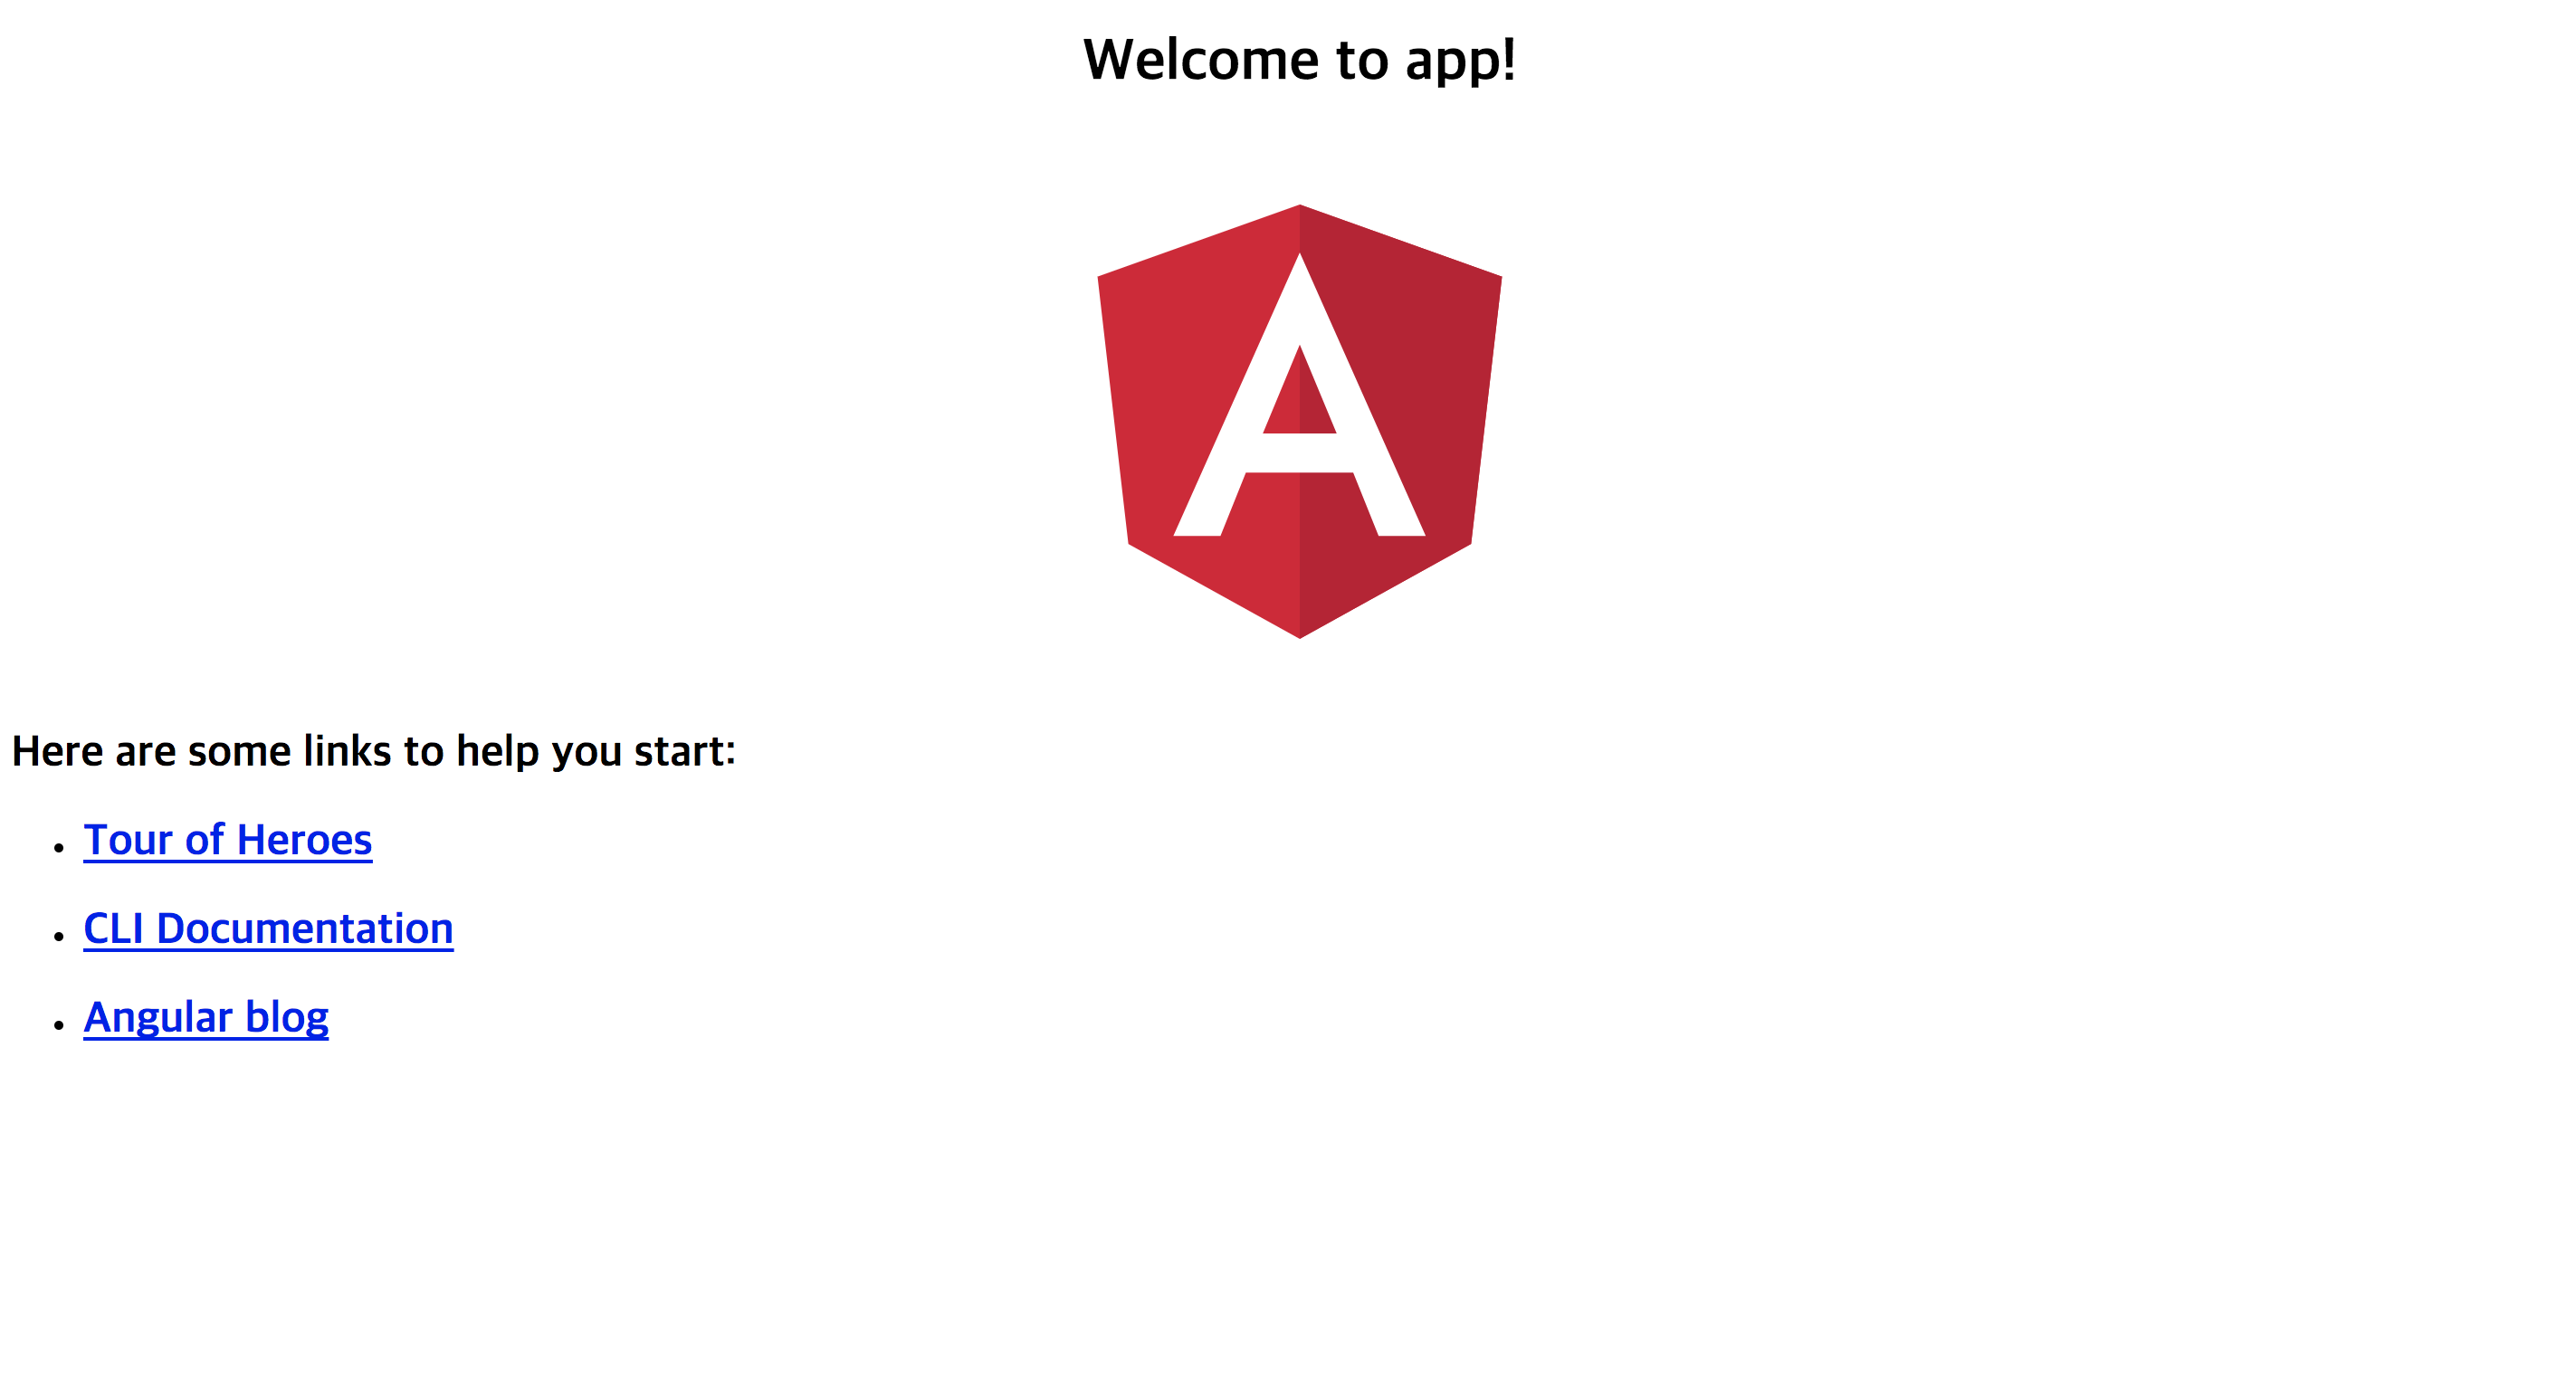 Welcome to app!
A
Here are some links to help you start:
Tour of Heroes
CLI Documentation
Angular blog